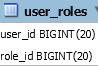 user_roles
user_id BIGINT(20)
role_id BIGINT(20)